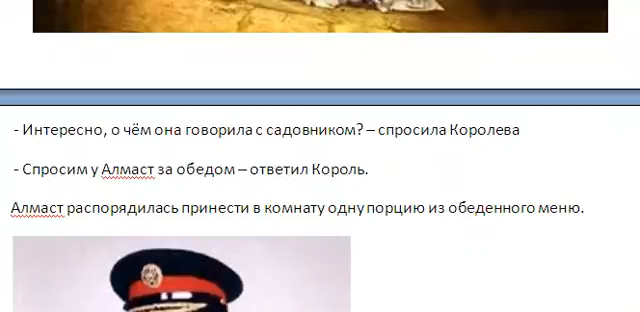 - Интересно, о чём она говорила с садовником? – спросила Королева
- Спросим у Алмаст за обедом – ответил Король.
Алмаст распорядилась принести в комнату одну порцию из обеденного меню.